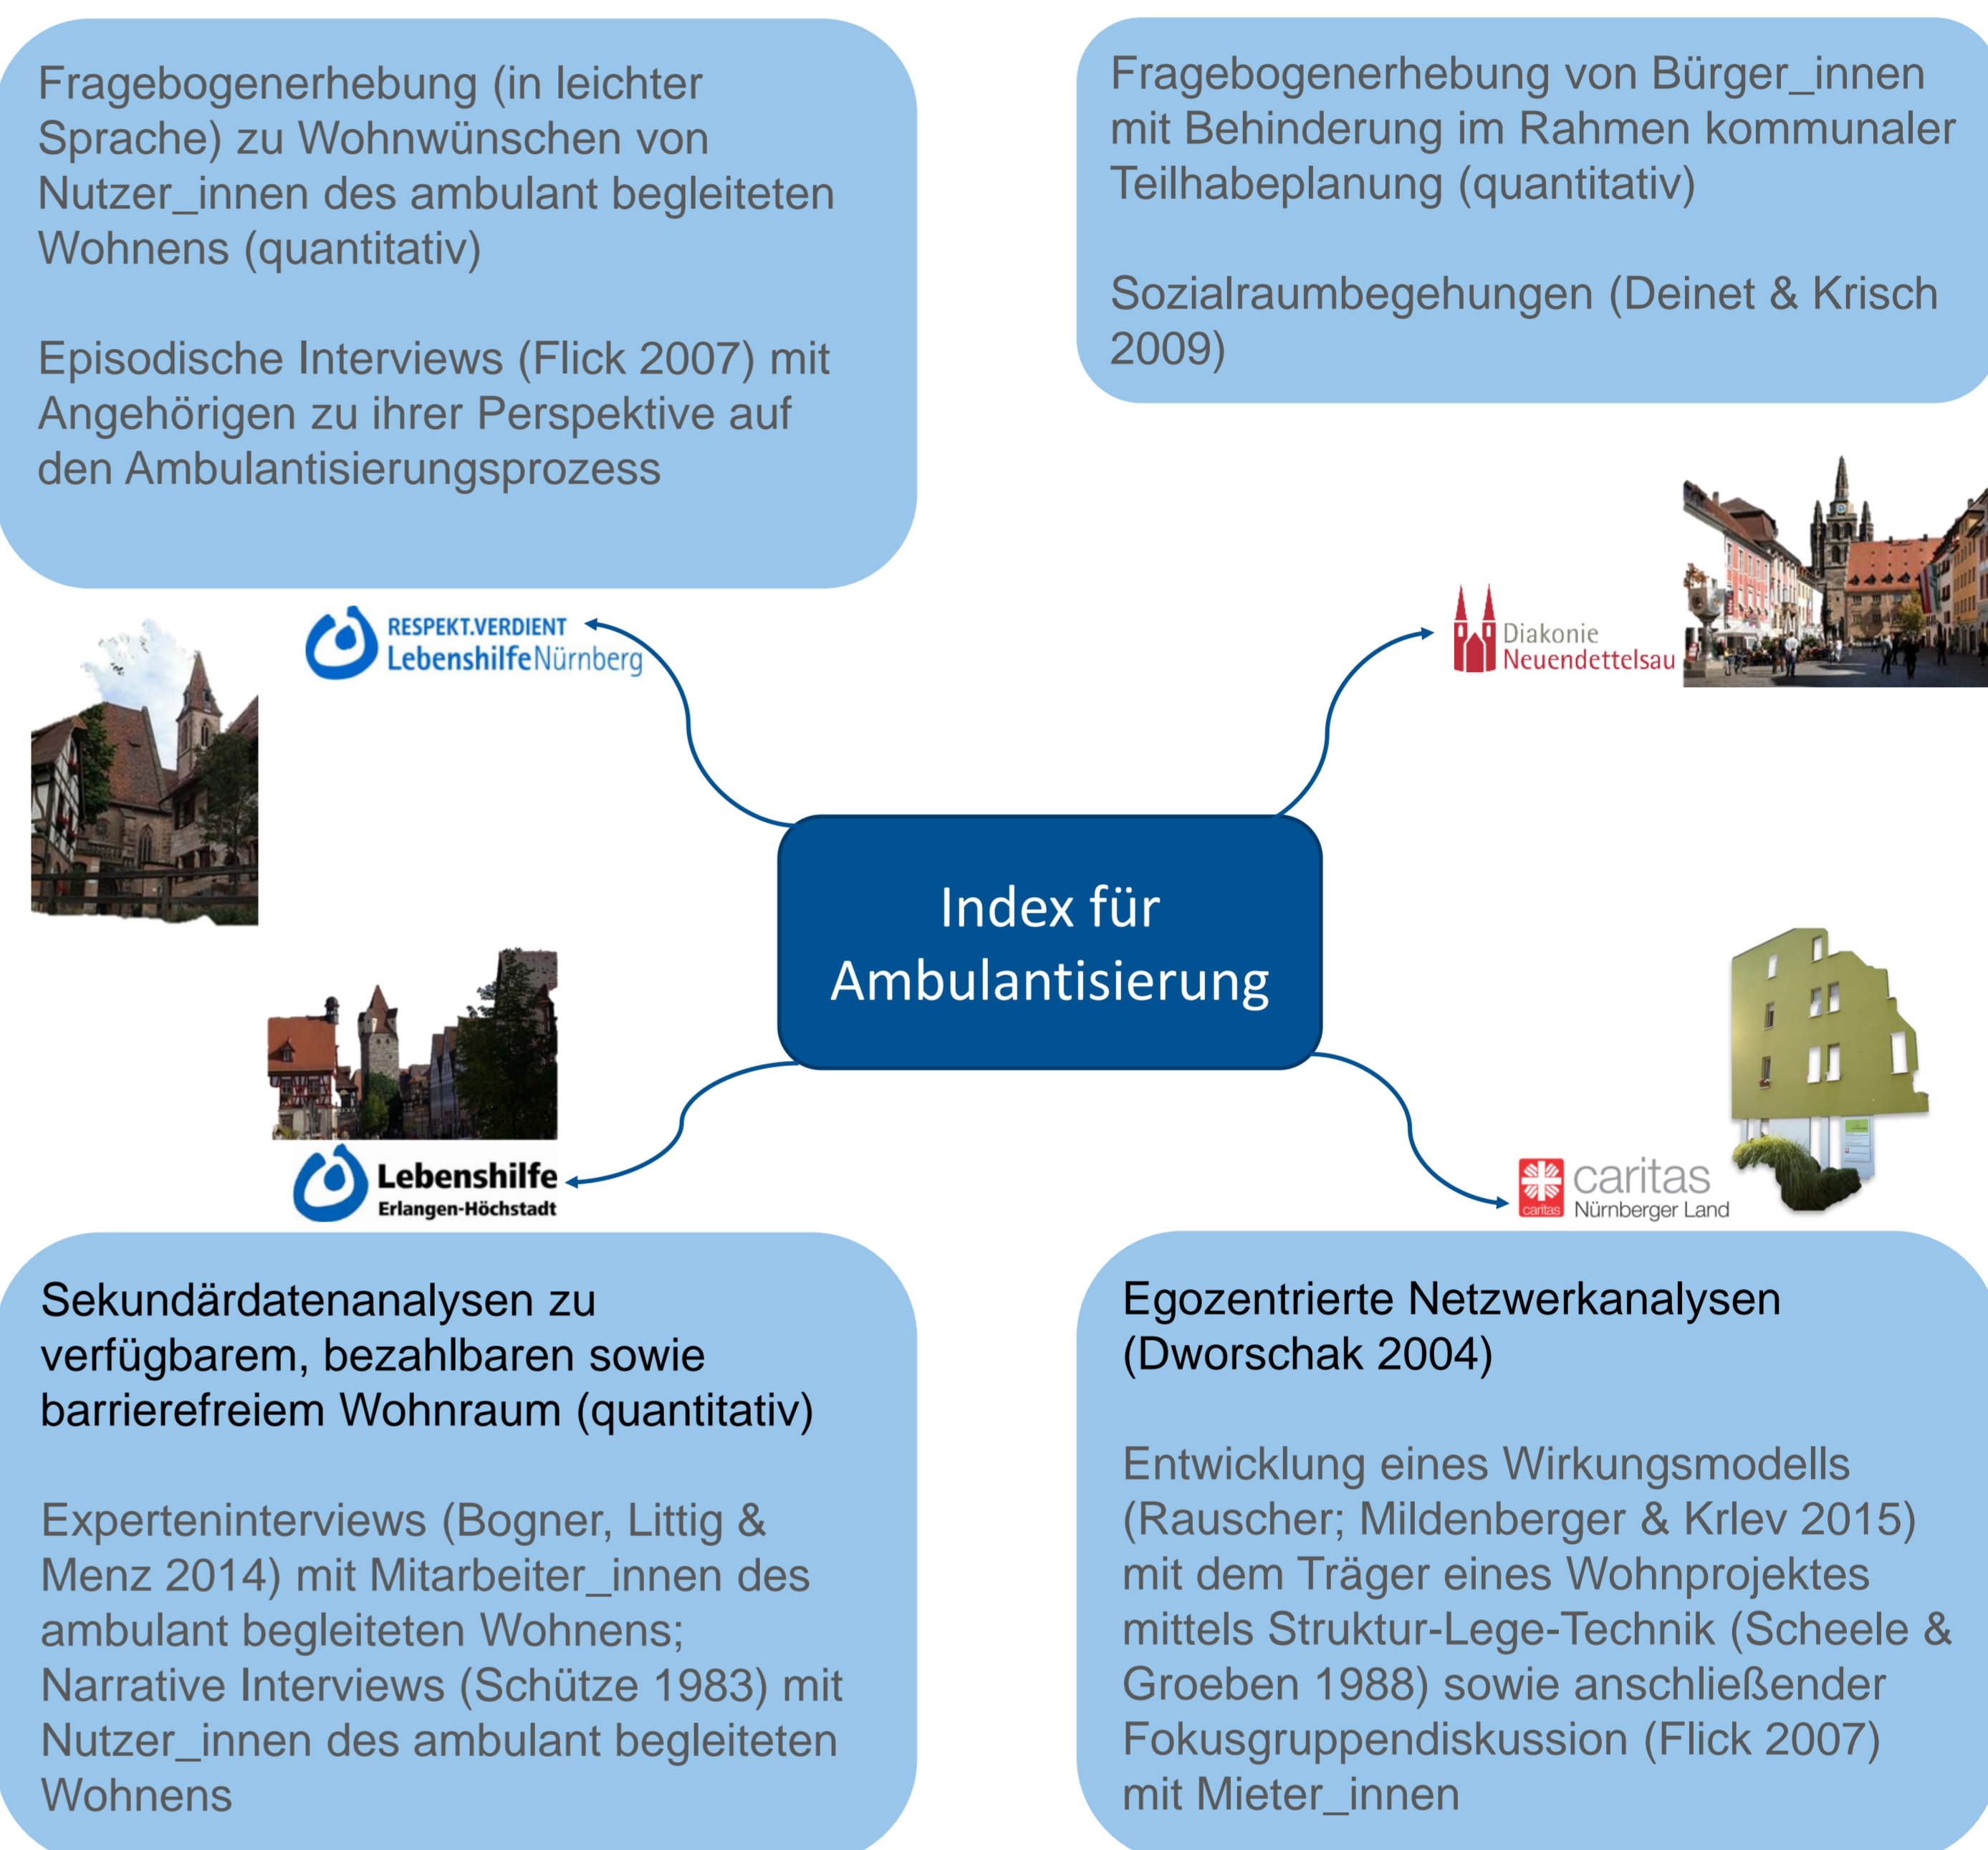 Fragebogenerhebung (in leichter
Sprache) zu Wohnwünschen von
Nutzer_innen des ambulant begleiteten
Wohnens (quantitativ)
Episodische Interviews (Flick 2007) mit
Angehörigen zu ihrer Perspektive auf
den Ambulantisierungsprozess
Fragebogenerhebung von Bürger_innen
mit Behinderung im Rahmen kommunaler
Teilhabeplanung (quantitativ)
Sozialraumbegehungen (Deinet & Krisch
2009)
RESPEKT.VERDIENT
LebenshilfeNürnberg
Diakonie
Neuendettelsau
Index für
Ambulantisierung
Lebenshilfe
Erlangen-Höchstadt
caritas
caritas
Nürnberger Land
Sekundärdatenanalysen zu
verfügbarem, bezahlbaren sowie
barrierefreiem Wohnraum (quantitativ)
Experteninterviews (Bogner, Littig &
Menz 2014) mit Mitarbeiter_innen des
ambulant begleiteten Wohnens;
Narrative Interviews (Schütze 1983) mit
Nutzer_innen des ambulant begleiteten
Wohnens
Egozentrierte Netzwerkanalysen
(Dworschak 2004)
Entwicklung eines Wirkungsmodells
(Rauscher; Mildenberger & Krlev 2015)
mit dem Träger eines Wohnprojektes
mittels Struktur-Lege-Technik (Scheele &
Groeben 1988) sowie anschließender
Fokusgruppendiskussion (Flick 2007)
mit Mieter_innen